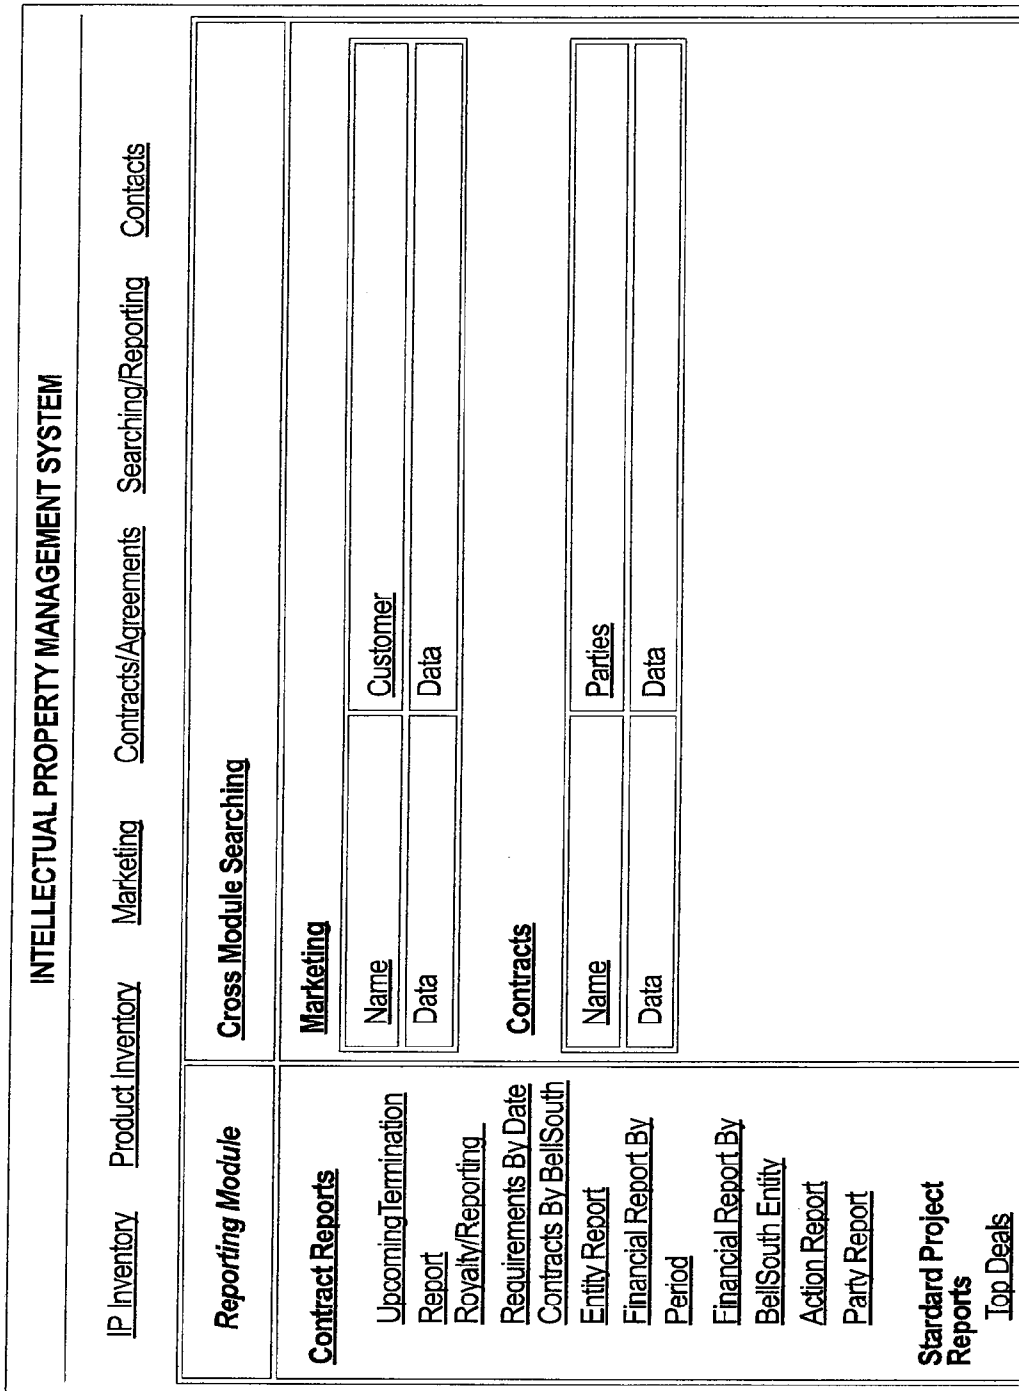 INTELLECTUAL PROPERTY MANAGEMENT SYSTEM
IP Inventory Product Inventory Marketing Contracts/Agreements Searching/Reporting Contacts
Reporting Module
Cross Module Searching
Contract Reports
UpcomingTermination
Report
Royalty/Reporting
Requirements By Date
Contracts By BellSouth
Entity Report
Financial Report By
Period
Financial Report By
BellSouth Entity
Action Report
Party Report
Stardard Project
Reports
Top Deals
Marketing
Name Customer
Data Data
Contracts
Name Parties
Data Data